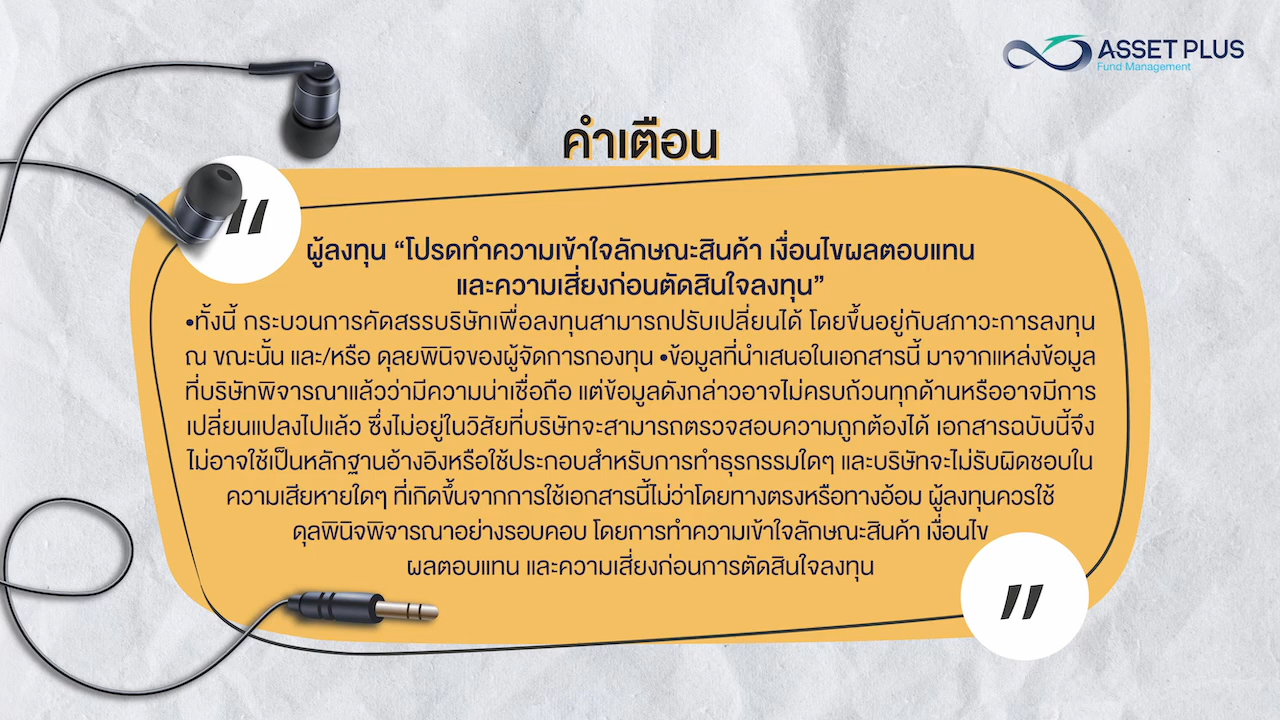 ASSET PLUS
Fund Management
คำเตือน
ผู้ลงทุน “โปรดทำความเข้าใจลักษณะสินค้า เงื่อนไขผลตอบแทน
และความเสี่ยงก่อนตัดสินใจลงทุน”
•ทั้งนี้ กระบวนการคัดสรรบริษัทเพื่อลงทุนสามารถปรับเปลี่ยนได้ โดยขึ้นอยู่กับสภาวะการลงทุน
ณ ขณะนั้น และ/หรือ ดุลยพินิจของผู้จัดการกองทุน •ข้อมูลที่นำเสนอในเอกสารนี้ มาจากแหล่งข้อมูล
ที่บริษัทพิจารณาแล้วว่ามีความน่าเชื่อถือ แต่ข้อมูลดังกล่าวอาจไม่ครบถ้วนทุกด้านหรืออาจมีการ
เปลี่ยนแปลงไปแล้ว ซึ่งไม่อยู่ในวิสัยที่บริษัทจะสามารถตรวจสอบความถูกต้องได้ เอกสารฉบับนี้จึง
ไม่อาจใช้เป็นหลักฐานอ้างอิงหรือใช้ประกอบสำหรับการทำธุรกรรมใดๆ และบริษัทจะไม่รับผิดชอบใน
ความเสียหายใดๆ ที่เกิดขึ้นจากการใช้เอกสารนี้ไม่ว่าโดยทางตรงหรือทางอ้อม ผู้ลงทุนควรใช้
ดุลพินิจพิจารณาอย่างรอบคอบ โดยการทำความเข้าใจลักษณะสินค้า เงื่อนไข
ผลตอบแทน และความเสี่ยงก่อนการตัดสินใจลงทุน